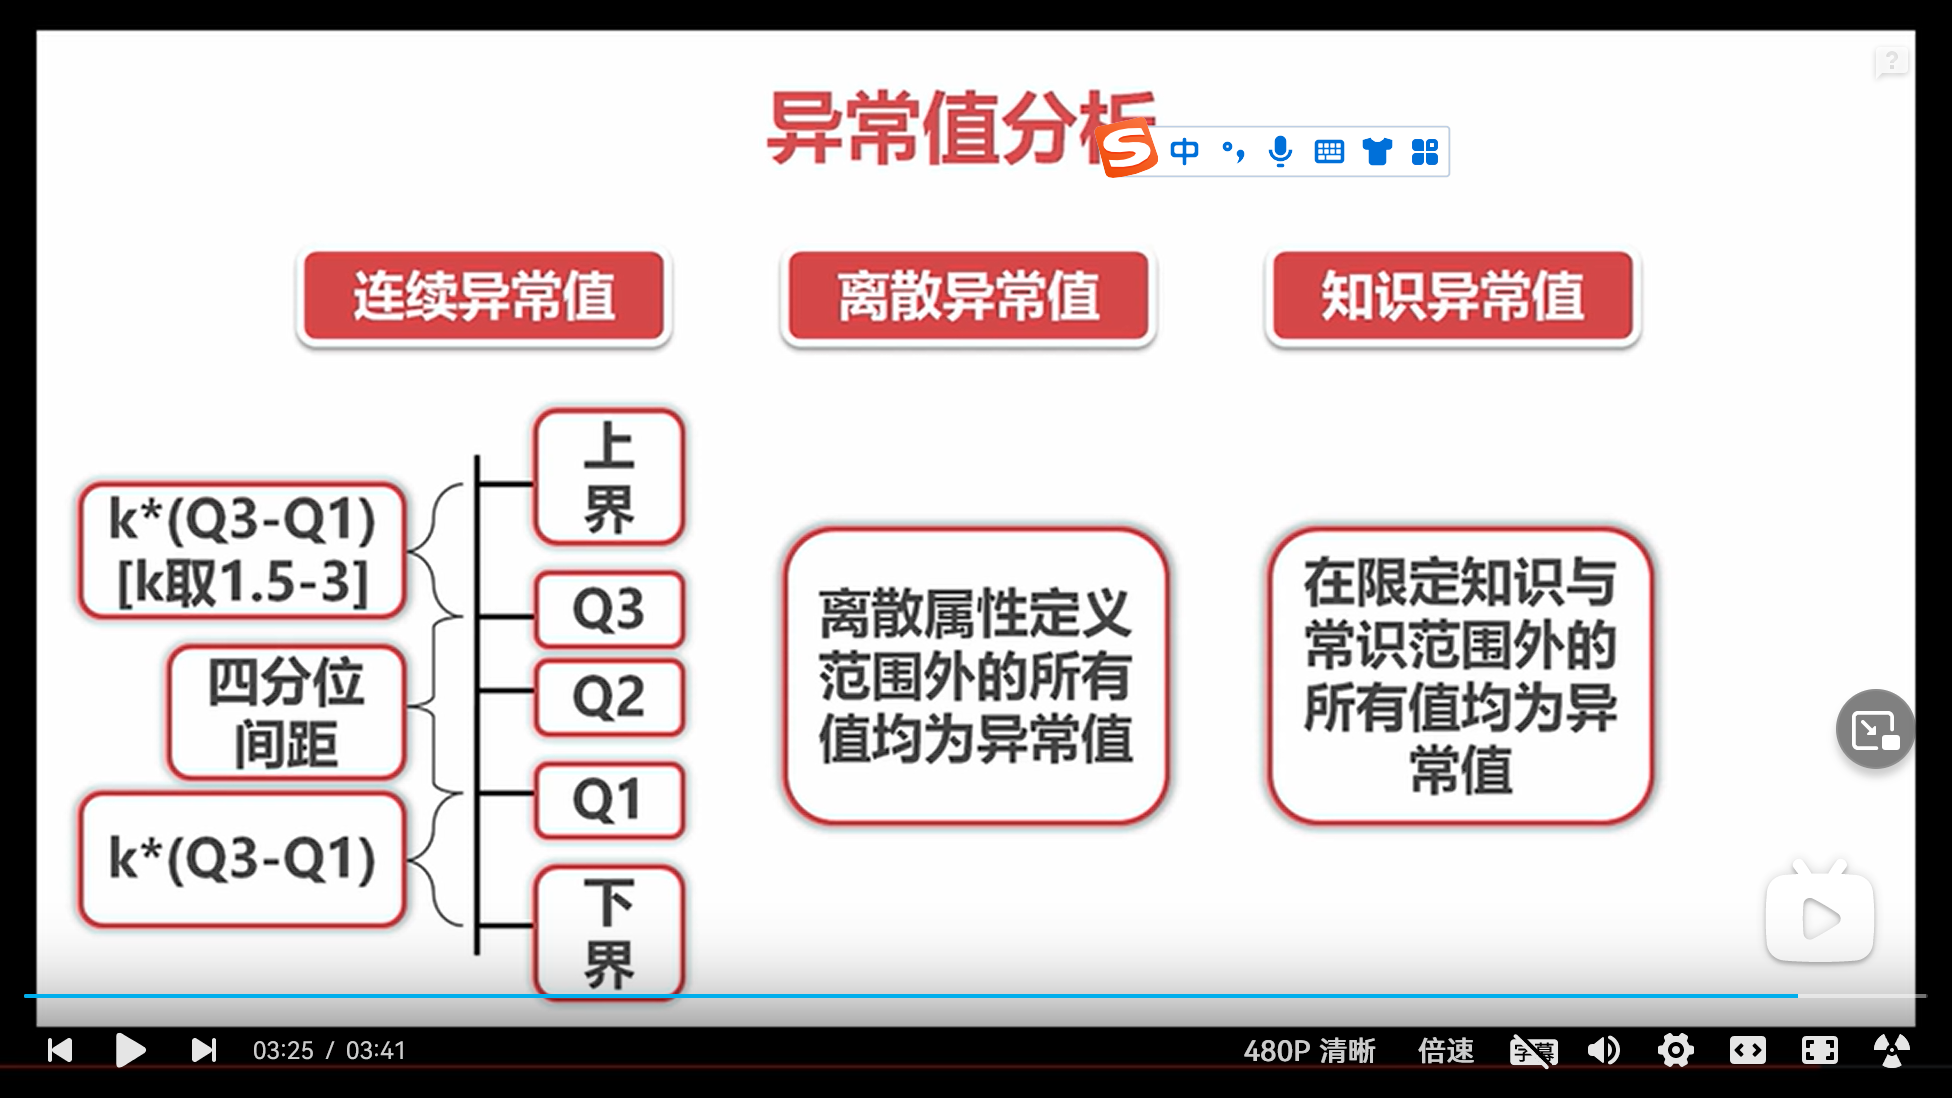 异常值分析
中
连续异常值
离散异常值
知识异常值
上
界
k*(Q3-Q1)
[k取1.5-3]
Q3
四分位
间距
Q2
Q1
k*(Q3-Q1)
下
界
离散属性定义
范围外的所有
值均为异常值
在限定知识与
常识范围外的
所有值均为异
常值
03:25 / 03:41
480P 清晰
倍速
字幕